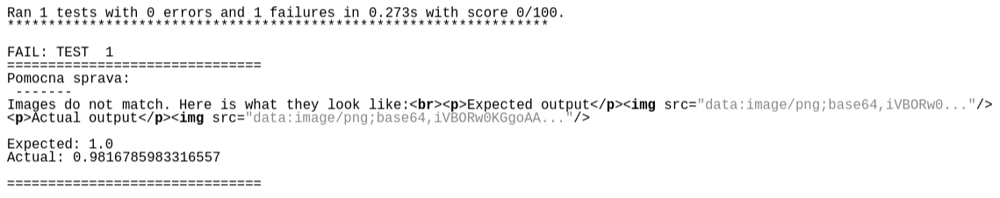 Ran 1 tests with 0 errors and 1 failures in 0.273s with score 0/100.
******************************************************************
FAIL: TEST  1
===============================
Pomocna sprava:
 -------
Images do not match. Here is what they look like:<br><p>Expected output</p><img src="data:image/png;base64,iVBORw0..."/>
<p>Actual output</p><img src="data:image/png;base64,iVBORw0KGgoAA..."/>
Expected: 1.0
Actual: 0.9816785983316557
===============================